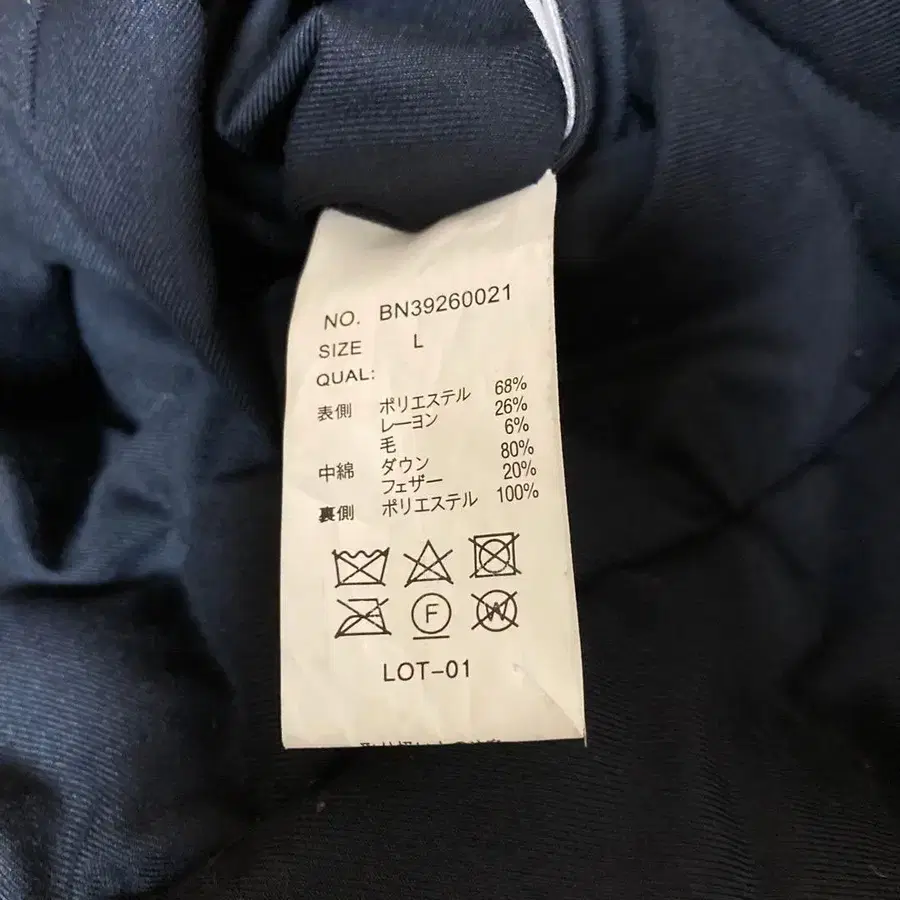 NO. BN39260021
SIZE L
QUAL:
表側 ポリエステル 68%
レーヨン 26%
毛 6%
中綿 ダウン 80%
フェザー 20%
裏側 ポリエステル 100%
F W
LOT-01